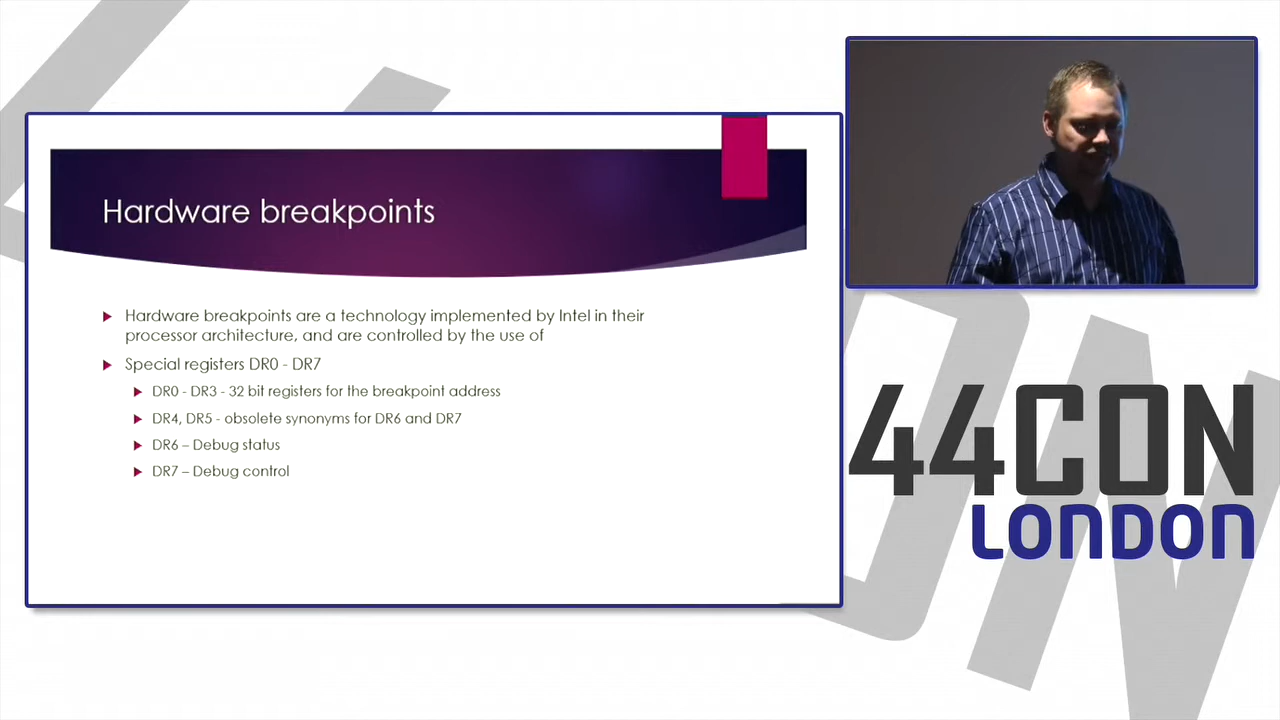 Hardware breakpoints
Hardware breakpoints are a technology implemented by Intel in their
processor architecture, and are controlled by the use of
Special registers DR0 - DR7
DR0 - DR3 - 32 bit registers for the breakpoint address
DR4, DR5 - obsolete synonyms for DR6 and DR7
DR6 – Debug status
DR7 – Debug control
44CON
LONDON